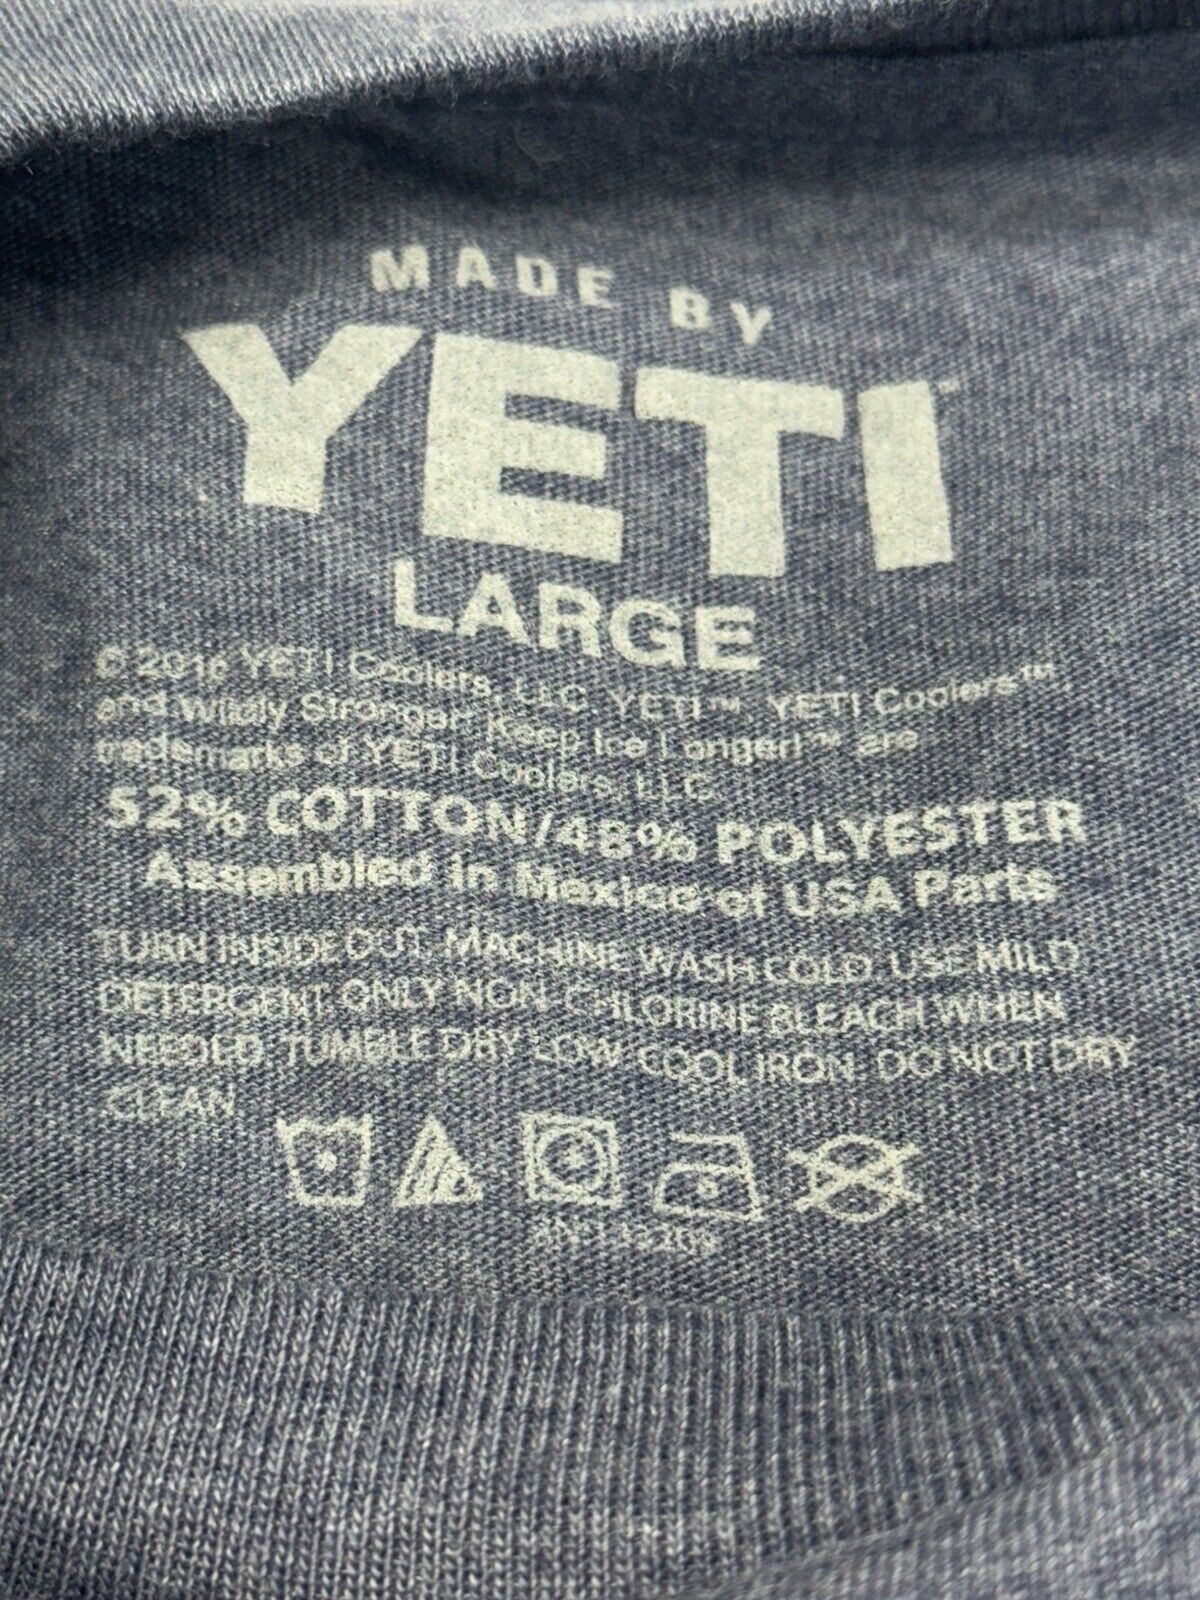 MADE BY
YETI™
LARGE
© 2016 YETI Coolers, LLC. YETI™, YETI Coolers™,
and Wildly Stronger! Keep Ice Longer!™ are
trademarks of YETI Coolers, LLC.
52% COTTON/48% POLYESTER
Assembled in Mexico of USA Parts
TURN INSIDE OUT. MACHINE WASH COLD. USE MILD
DETERGENT. ONLY NON-CHLORINE BLEACH WHEN
NEEDED. TUMBLE DRY LOW. COOL IRON. DO NOT DRY
CLEAN.